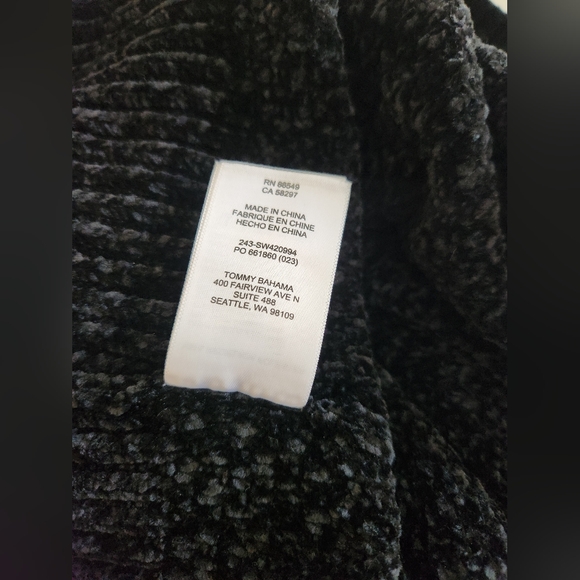 RN 86549
CA 58297
MADE IN CHINA
FABRIQUE EN CHINE
HECHO EN CHINA
243-SW420994
PO 661860 (023)
TOMMY BAHAMA
400 FAIRVIEW AVE N
SUITE 488
SEATTLE, WA 98109